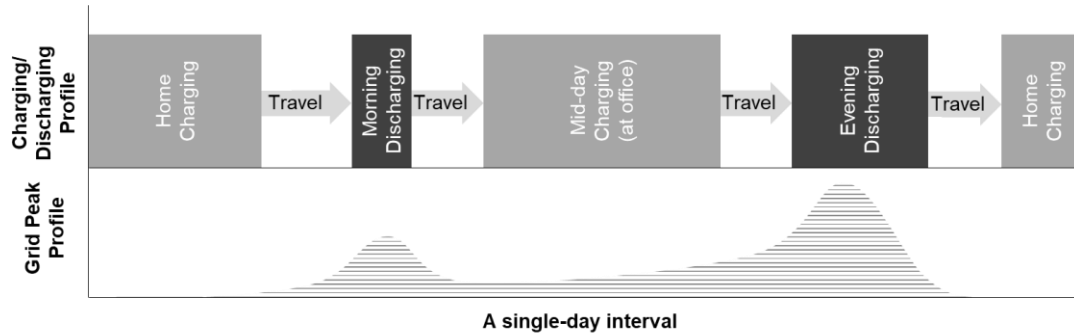 Charging/
Discharging
Profile
Home
Charging
Travel
Morning
Discharging
Travel
Mid-day
Charging
(at office)
Travel
Evening
Discharging
Travel
Home
Charging
Grid Peak
Profile
A single-day interval